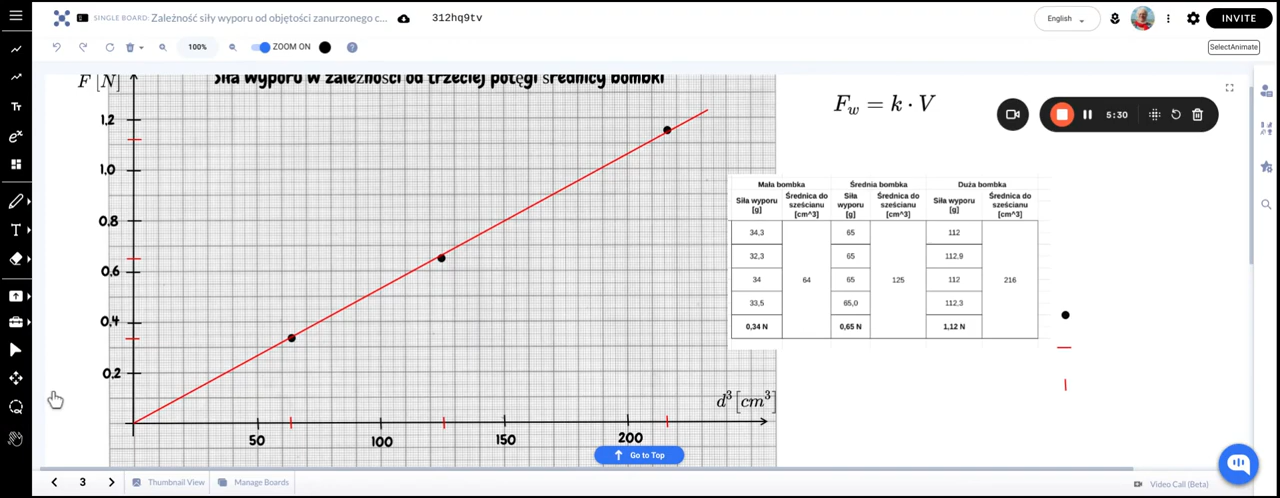 SINGLE BOARD: Zależność siły wyporu od objętości zanurzonego c...
312hq9tv
English
INVITE
100%
ZOOM ON
SelectAnimate
Siła wyporu w zależności od trzeciej potęgi średnicy bombki
F [N]
1,2
1.0
0.8
0.6
0.4
0.2
50
100
150
200
d³ [cm³]
F_w = k · V
5:30
Mała bombka Średnia bombka Duża bombka
Siła wyporu [g] Średnica do sześcianu [cm^3] Siła wyporu [g] Średnica do sześcianu [cm^3] Siła wyporu [g] Średnica do sześcianu [cm^3]
34,3 65 112
32,3 65 112.9
34 64 65 125 112 216
33,5 65,0 112,3
0,34 N 0,65 N 1,12 N
Go to Top
3
Thumbnail View
Manage Boards
Video Call (Beta)